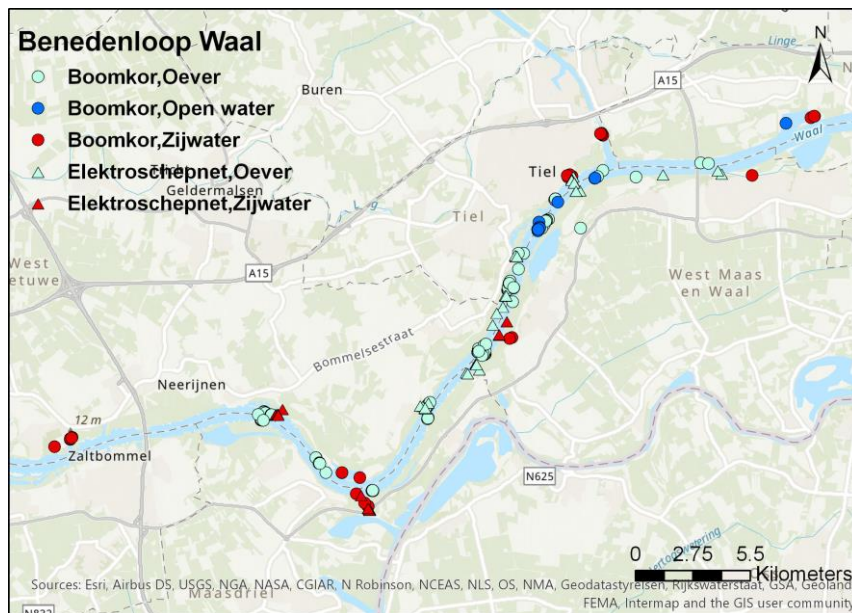 Benedenloop Waal
Boomkor,Oever
Boomkor,Open water
Boomkor,Zijwater
Elektroschepnet,Oever
Elektroschepnet,Zijwater
N
Linge
A15
Buren
Waal
Tiel
Geldermalsen
Tiel
West
A15
West Maas
en Waal
Bommelsestraat
Neerijnen
12 m
Zaltbommel
N625
0 2.75 5.5
Kilometers
Maasdriel
Sources: Esri, Airbus DS, USGS, NGA, NASA, CGIAR, N Robinson, NCEAS, NLS, OS, NMA, Geodatastyrelsen, Rijkswaterstaat, GSA, Geoland
FEMA, Intermap and the GIS user community